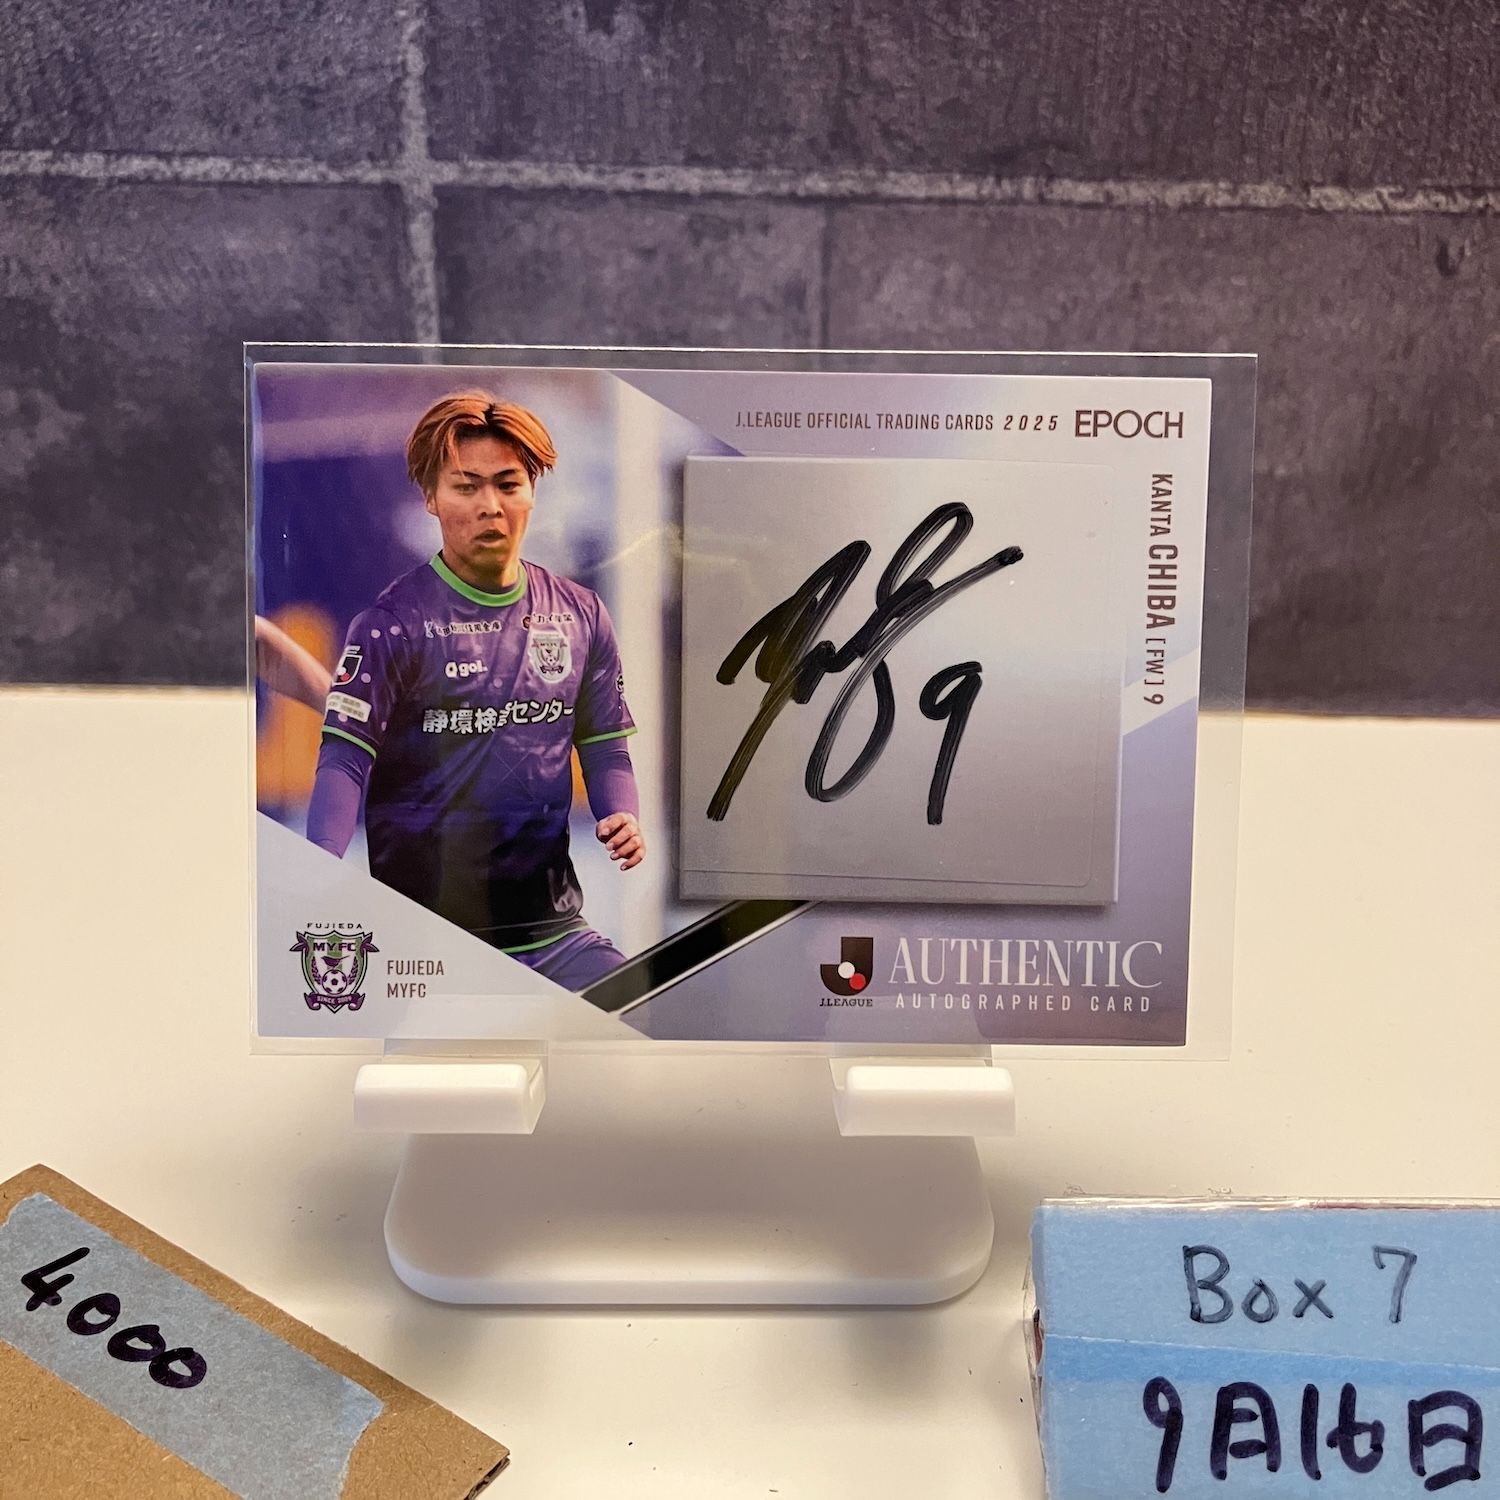 J.LEAGUE OFFICIAL TRADING CARDS 2025 EPOCH
KANTA CHIBA [FW] 9
9
Qgol.
静環検査センター
FUJIEDA
MYFC
SINCE 2009
FUJIEDA
MYFC
J.LEAGUE
AUTHENTIC
AUTOGRAPHED CARD
4000
Box 7
9月16日